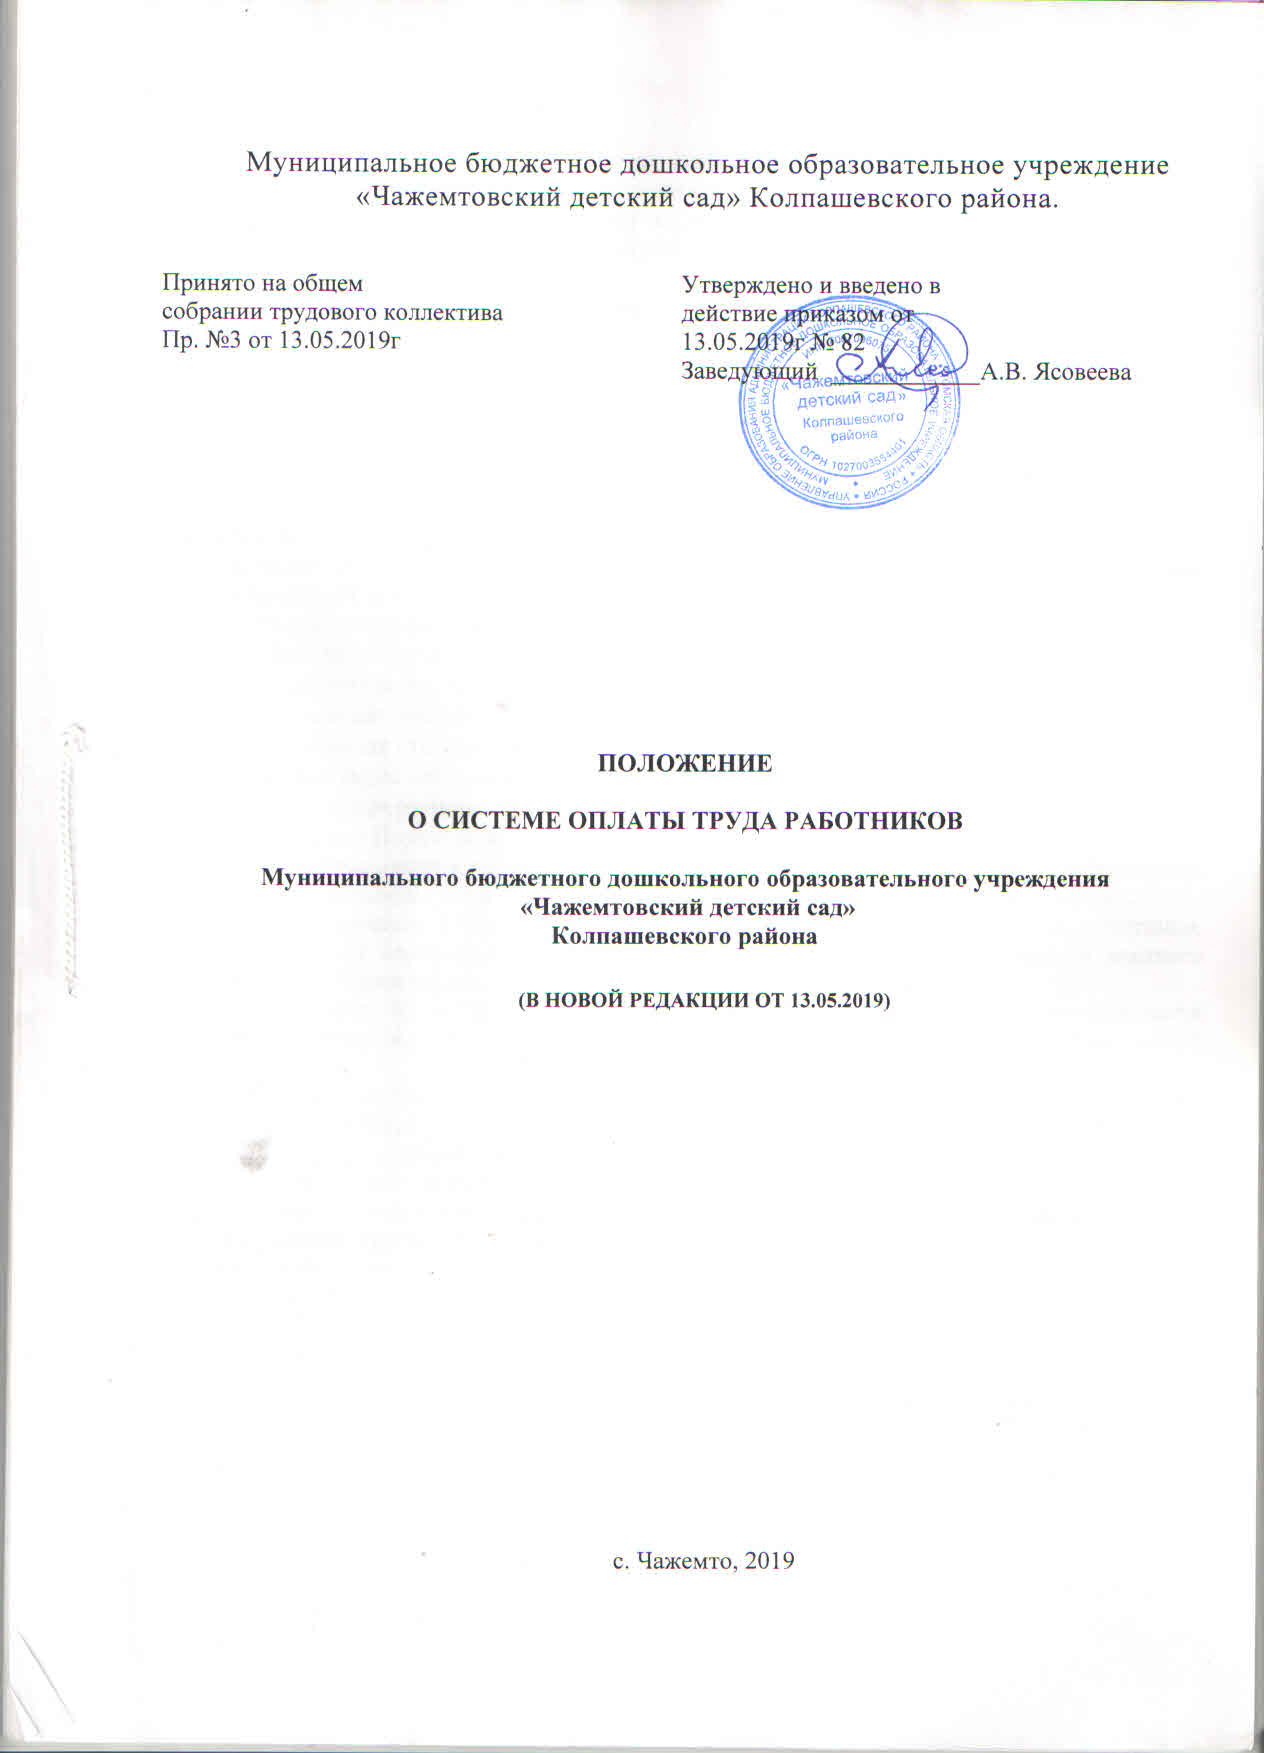 Муниципальное бюджетное дошкольное образовательное учреждение
«Чажемтовский детский сад» Колпашевского района.
Принято на общем
собрании трудового коллектива
Пр. №3 от 13.05.2019г
Утверждено и введено в
действие приказом от
13.05.2019г № 82
Заведующий ____________А.В. Ясовеева
«Чажемтовский
детский сад»
Колпашевского
района
ОГРН
ПОЛОЖЕНИЕ
О СИСТЕМЕ ОПЛАТЫ ТРУДА РАБОТНИКОВ
Муниципального бюджетного дошкольного образовательного учреждения
«Чажемтовский детский сад»
Колпашевского района
(В НОВОЙ РЕДАКЦИИ ОТ 13.05.2019)
с. Чажемто, 2019